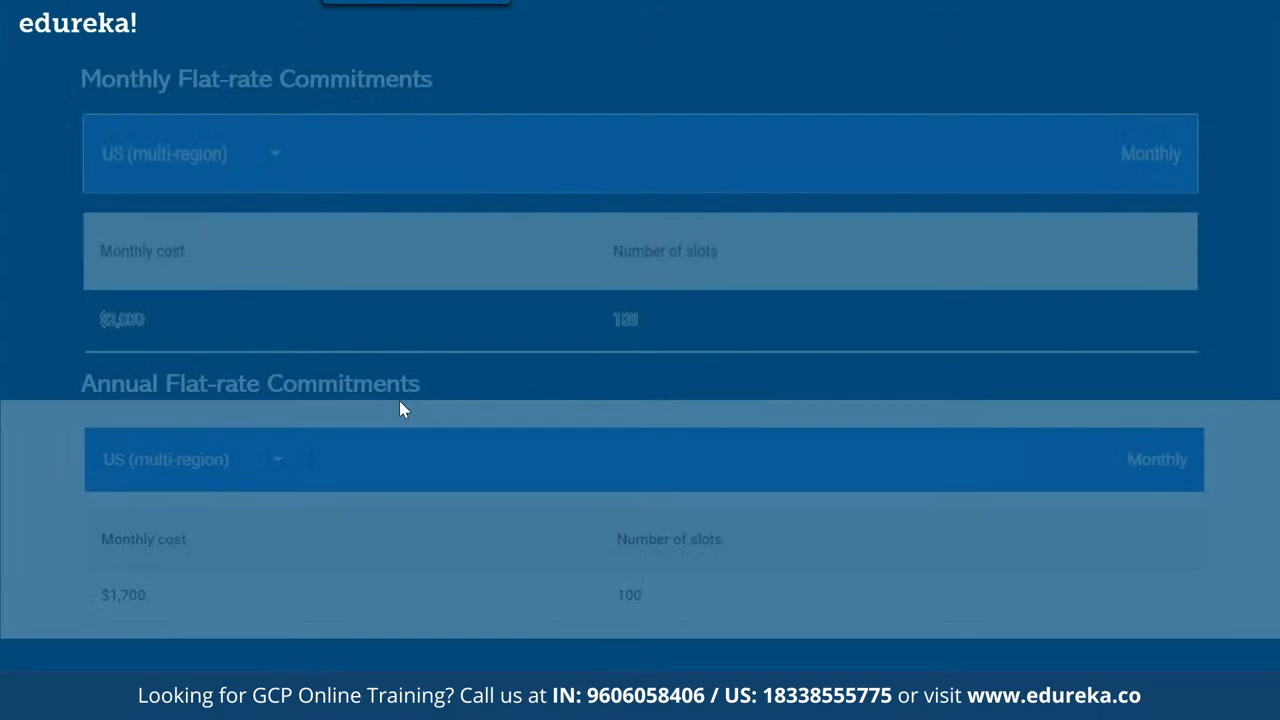 edureka!
Monthly Flat-rate Commitments
US (multi-region) Monthly
Monthly cost Number of slots
$2,000 100
Annual Flat-rate Commitments
US (multi-region) Monthly
Monthly cost Number of slots
$1,700 100
Looking for GCP Online Training? Call us at IN: 9606058406 / US: 18338555775 or visit www.edureka.co